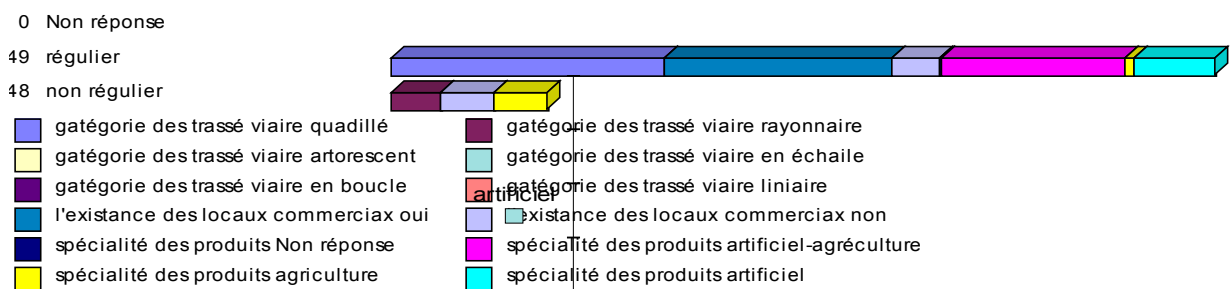 0 Non réponse
49 régulier
48 non régulier
gatégorie des trassé viaire quadillé gatégorie des trassé viaire rayonnaire
gatégorie des trassé viaire artorescent gatégorie des trassé viaire en échaile
gatégorie des trassé viaire en boucle gatégorie des trassé viaire liniaire
artificiel
l'existance des locaux commerciax oui l'existance des locaux commerciax non
spécialité des produits Non réponse spécialité des produits artificiel-agréculture
spécialité des produits agriculture spécialité des produits artificiel